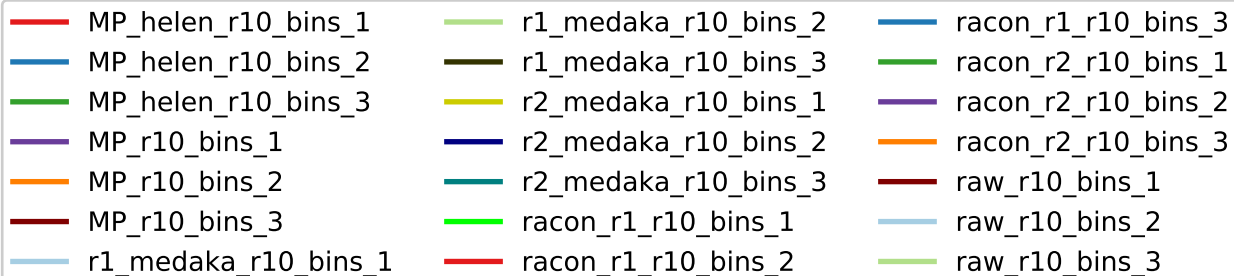 MP_helen_r10_bins_1
MP_helen_r10_bins_2
MP_helen_r10_bins_3
MP_r10_bins_1
MP_r10_bins_2
MP_r10_bins_3
r1_medaka_r10_bins_1
r1_medaka_r10_bins_2
r1_medaka_r10_bins_3
r2_medaka_r10_bins_1
r2_medaka_r10_bins_2
r2_medaka_r10_bins_3
racon_r1_r10_bins_1
racon_r1_r10_bins_2
racon_r1_r10_bins_3
racon_r2_r10_bins_1
racon_r2_r10_bins_2
racon_r2_r10_bins_3
raw_r10_bins_1
raw_r10_bins_2
raw_r10_bins_3